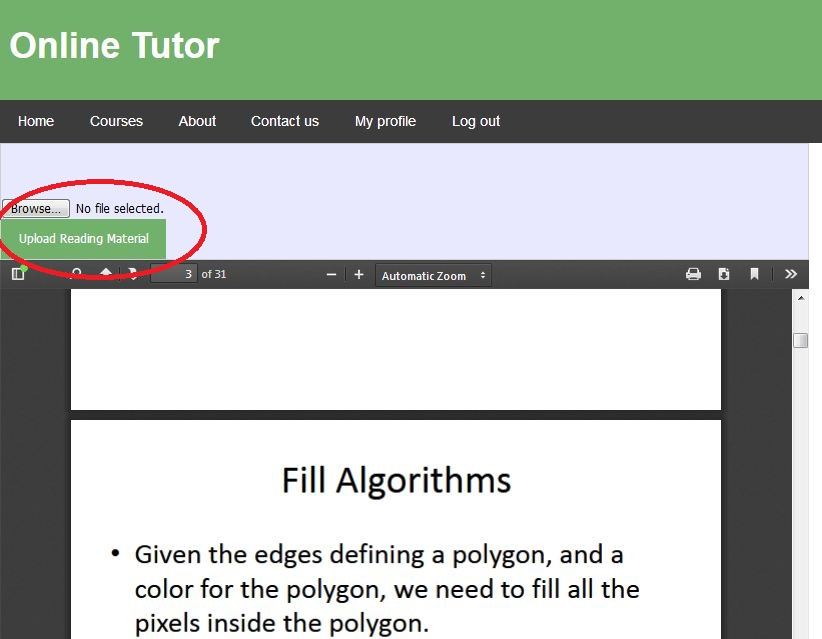 Online Tutor
Home Courses About Contact us My profile Log out
Browse... No file selected.
Upload Reading Material
3 of 31 Automatic Zoom
Fill Algorithms
• Given the edges defining a polygon, and a
color for the polygon, we need to fill all the
pixels inside the polygon.